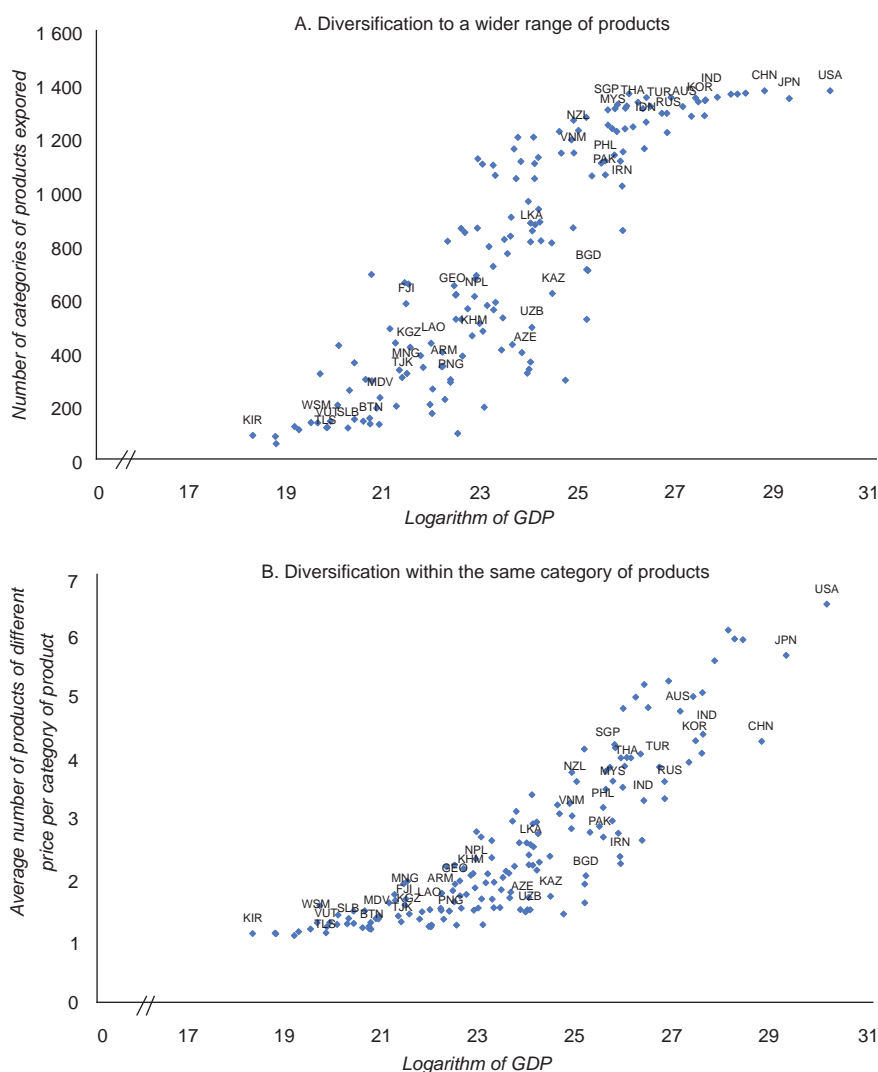 A. Diversification to a wider range of products
Number of categories of products expored
1 600
1 400
1 200
1 000
800
600
400
200
0
USA
CHN
JPN
IND
KOR
SGP THA TUR AUS
MYS IDN RUS
NZL
VNM
PHL
PAK
IRN
LKA
BGD
KAZ
GEO NPL
FJI
UZB
KHM
LAO
KGZ
AZE
MNG ARM
TJK PNG
MDV
WSM
BTN
VUT SLB
TLS
KIR
0 17 19 21 23 25 27 29 31
Logarithm of GDP
B. Diversification within the same category of products
Average number of products of different
price per category of product
7
6
5
4
3
2
1
0
USA
JPN
AUS
IND
CHN
KOR
SGP
TUR
THA
NZL MYS RUS
IND
PHL
VNM
PAK
LKA
IRN
NPL
KHM
GEO
BGD
MNG ARM KAZ
FJI LAO AZE
MDV KGZ PNG UZB
WSM SLB TJK
VUT BTN
TLS
KIR
0 17 19 21 23 25 27 29 31
Logarithm of GDP